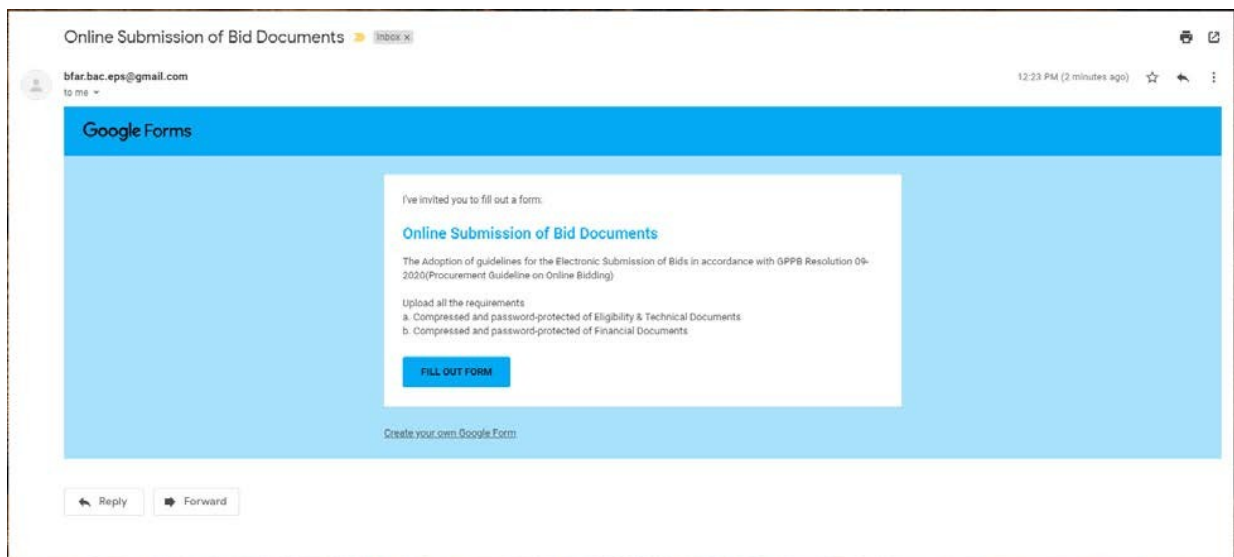 Online Submission of Bid Documents Inbox x
bfar.bac.eps@gmail.com 12:23 PM (2 minutes ago)
to me
Google Forms
I've invited you to fill out a form:
Online Submission of Bid Documents
The Adoption of guidelines for the Electronic Submission of Bids in accordance with GPPB Resolution 09-
2020(Procurement Guideline on Online Bidding)
Upload all the requirements
a. Compressed and password-protected of Eligibility & Technical Documents
b. Compressed and password-protected of Financial Documents
FILL OUT FORM
Create your own Google Form
Reply Forward